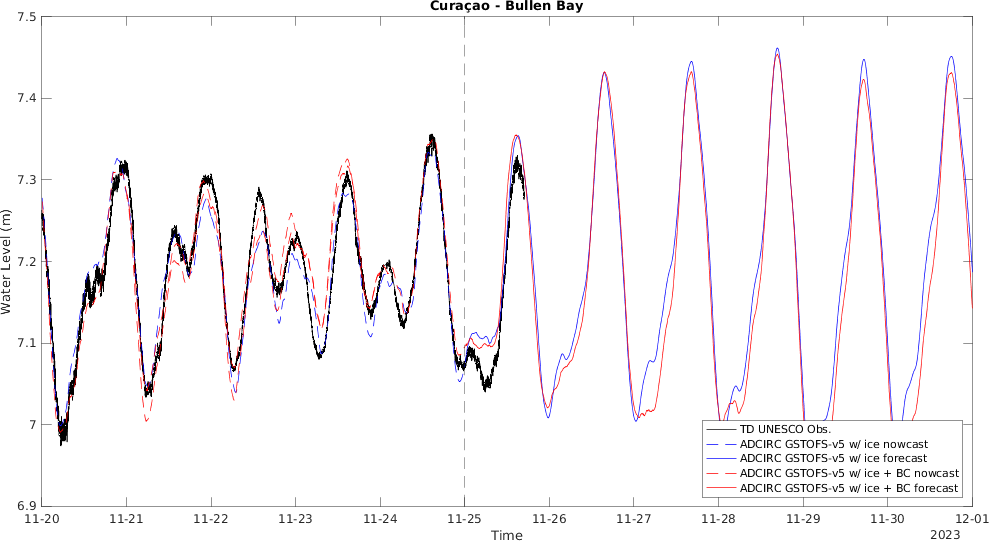 Curaçao - Bullen Bay
7.5
7.4
7.3
7.2
7.1
7
6.9
Water Level (m)
11-20
11-21
11-22
11-23
11-24
11-25
11-26
11-27
11-28
11-29
11-30
12-01
Time
2023
TD UNESCO Obs.
ADCIRC GSTOFS-v5 w/ ice nowcast
ADCIRC GSTOFS-v5 w/ ice forecast
ADCIRC GSTOFS-v5 w/ ice + BC nowcast
ADCIRC GSTOFS-v5 w/ ice + BC forecast